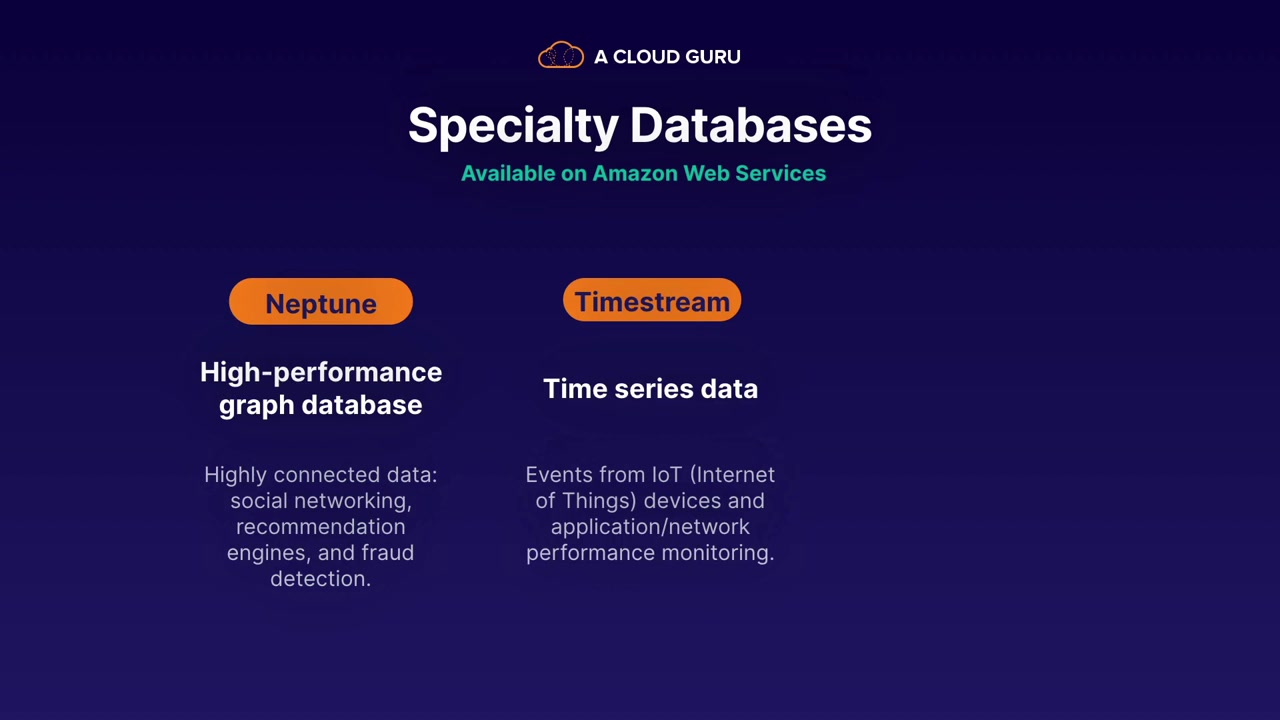 A CLOUD GURU
Specialty Databases
Available on Amazon Web Services
Neptune
High-performance
graph database
Highly connected data:
social networking,
recommendation
engines, and fraud
detection.
Timestream
Time series data
Events from IoT (Internet
of Things) devices and
application/network
performance monitoring.